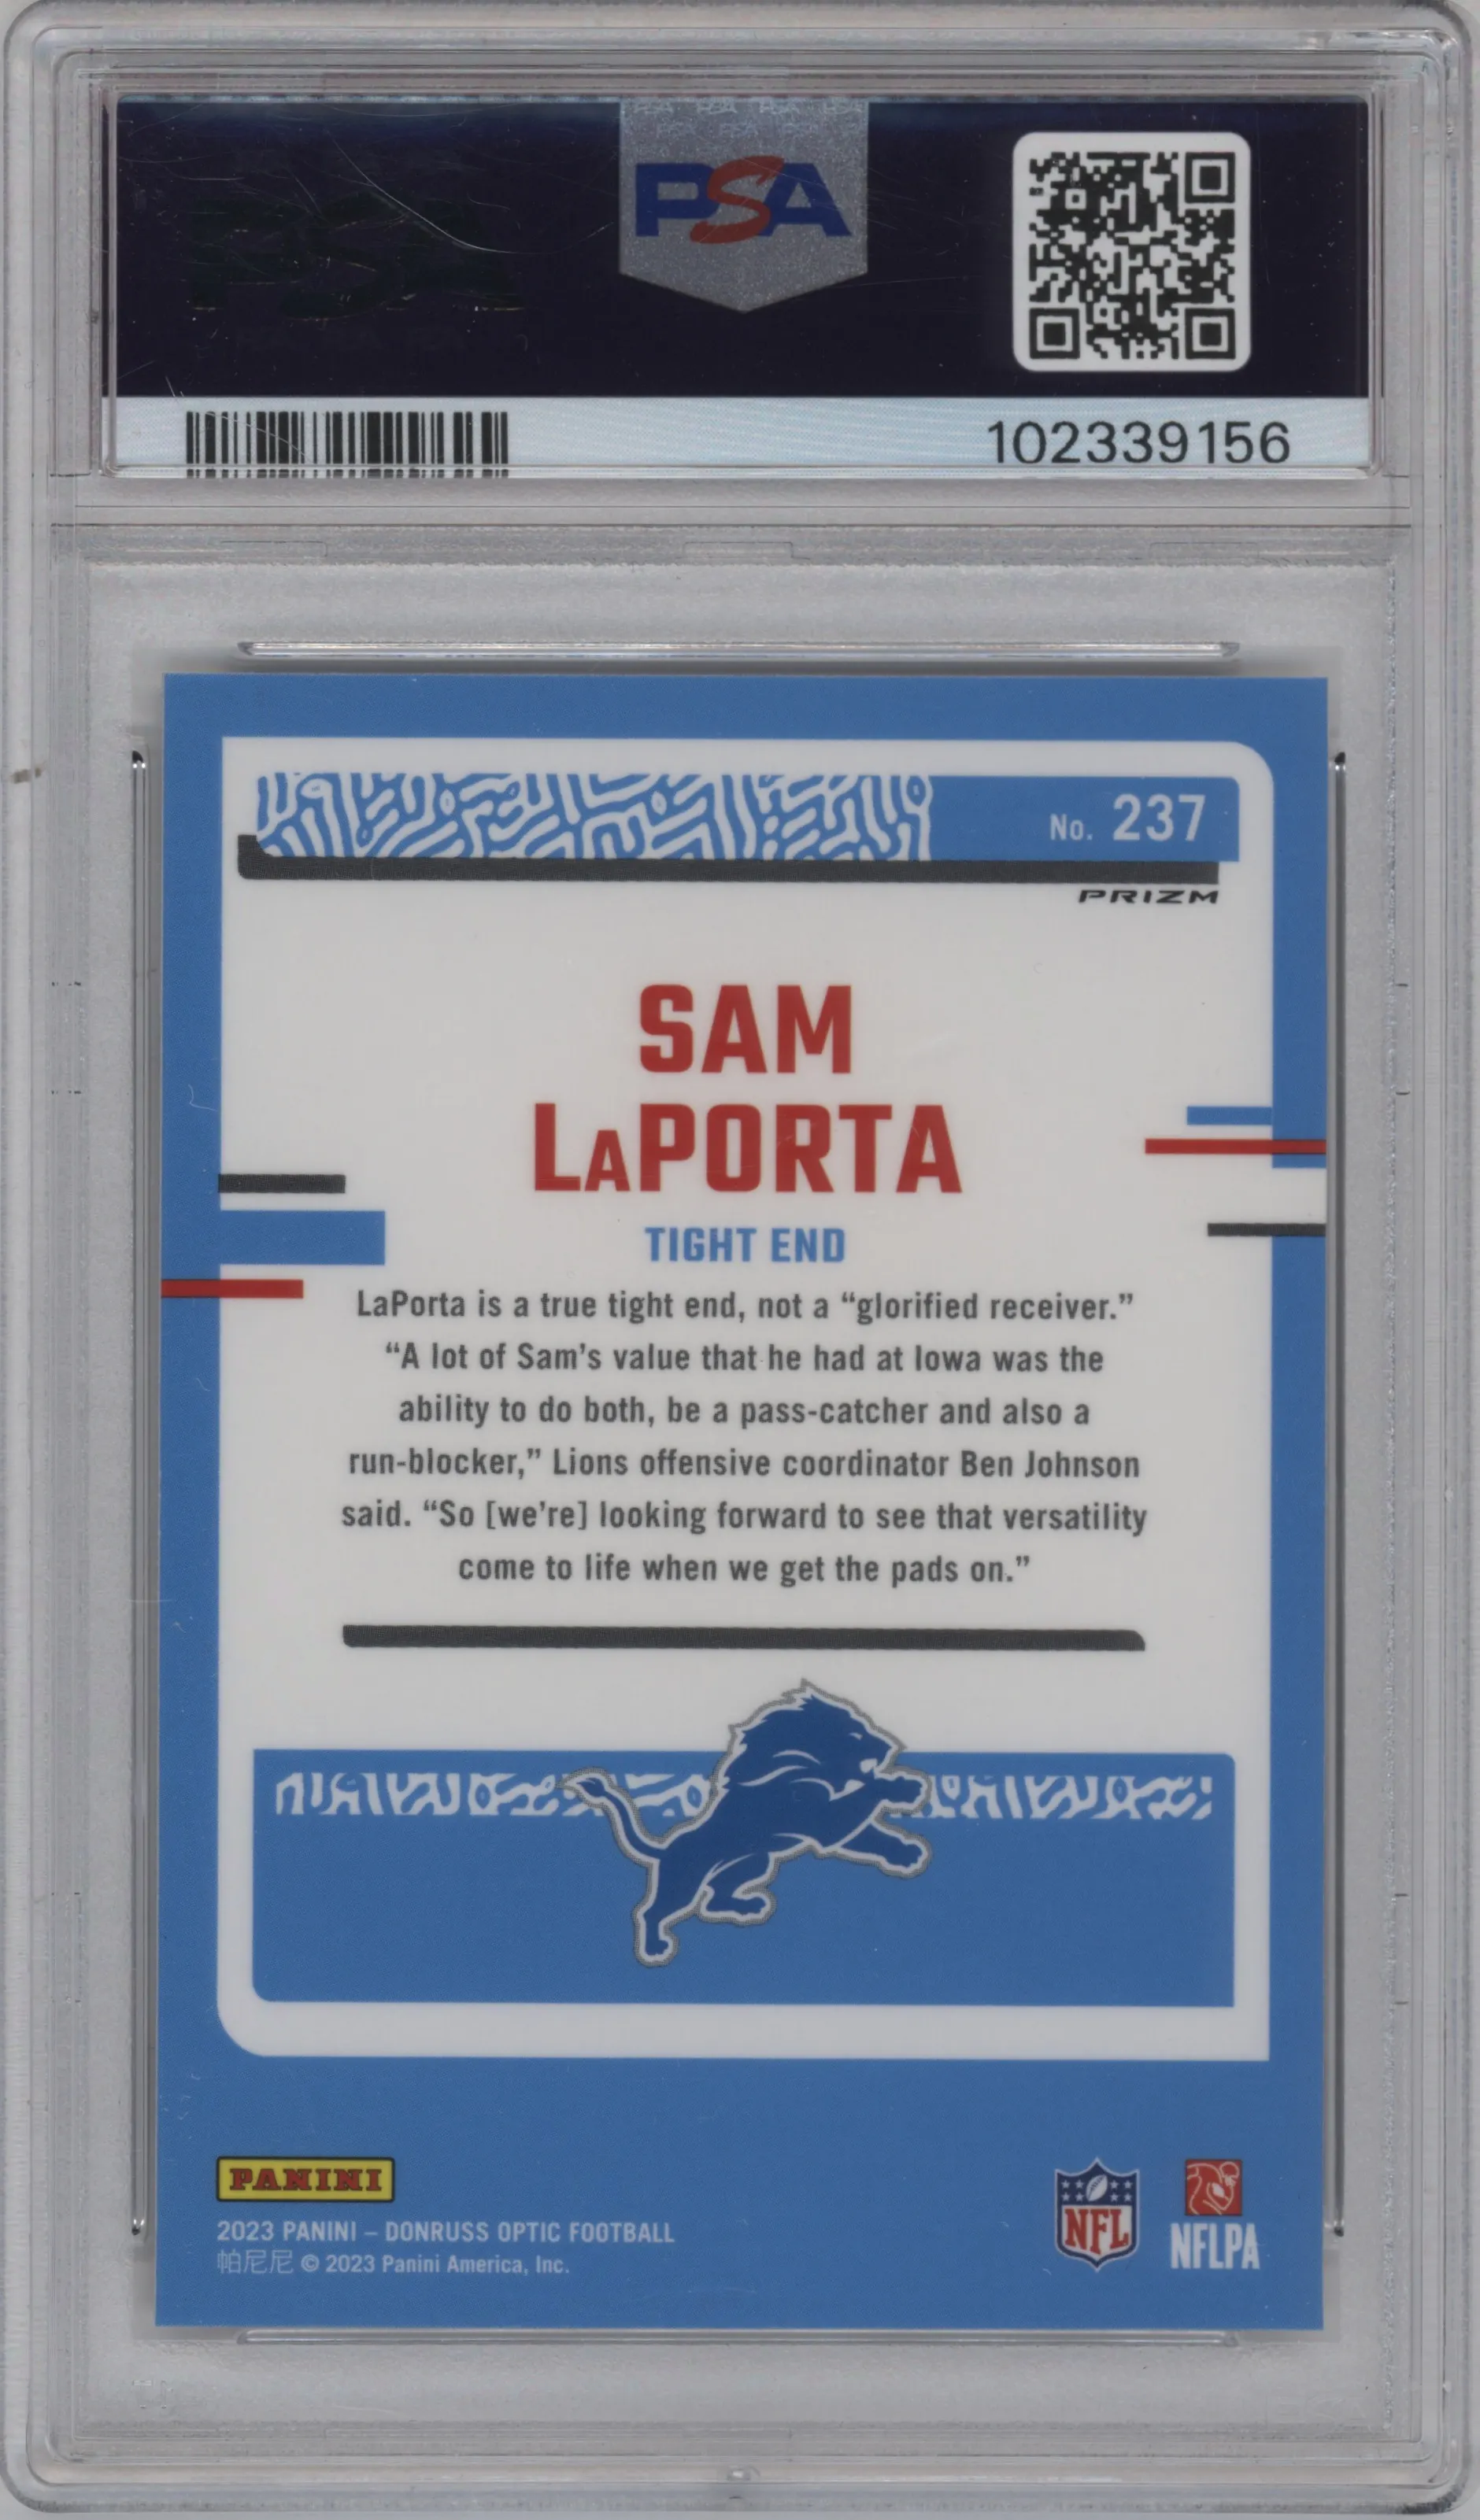 PSA
102339156
No. 237
PRIZM
SAM
LaPORTA
TIGHT END
LaPorta is a true tight end, not a “glorified receiver.”
“A lot of Sam’s value that he had at Iowa was the
ability to do both, be a pass-catcher and also a
run-blocker,” Lions offensive coordinator Ben Johnson
said. “So [we’re] looking forward to see that versatility
come to life when we get the pads on.”
PANINI
2023 PANINI – DONRUSS OPTIC FOOTBALL
帕尼尼 © 2023 Panini America, Inc.
NFL
NFLPA